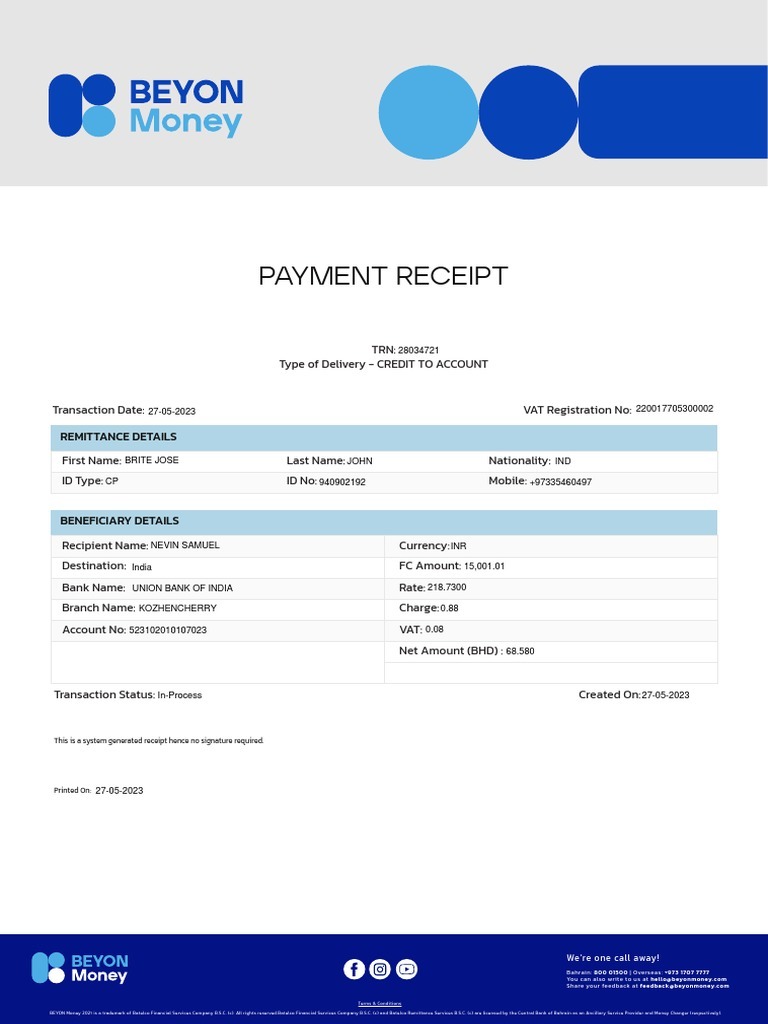 BEYON
Money
PAYMENT RECEIPT
TRN: 28034721
Type of Delivery - CREDIT TO ACCOUNT
Transaction Date: 27-05-2023 VAT Registration No: 220017705300002
REMITTANCE DETAILS
First Name: BRITE JOSE Last Name: JOHN Nationality: IND
ID Type: CP ID No: 940902192 Mobile: +97335460497
BENEFICIARY DETAILS
Recipient Name: NEVIN SAMUEL Currency: INR
Destination: India FC Amount: 15,001.01
Bank Name: UNION BANK OF INDIA Rate: 218.7300
Branch Name: KOZHENCHERRY Charge: 0.88
Account No: 523102010107023 VAT: 0.08
Net Amount (BHD) : 68.580
Transaction Status: In-Process Created On: 27-05-2023
This is a system generated receipt hence no signature required.
Printed On: 27-05-2023
BEYON
Money
We're one call away!
Bahrain: 800 01500 | Overseas: +973 1707 7777
You can also write to us at hello@beyonmoney.com
Share your feedback at feedback@beyonmoney.com
Terms & Conditions
BEYON Money 2021 is a trademark of Batelco Financial Services Company B.S.C. (c). All rights reserved Batelco Financial Services Company B.S.C. (c) and Batelco Remittance Services B.S.C. (c) are licensed by the Central Bank of Bahrain as an Ancillary Service Provider and Money Changer (respectively).